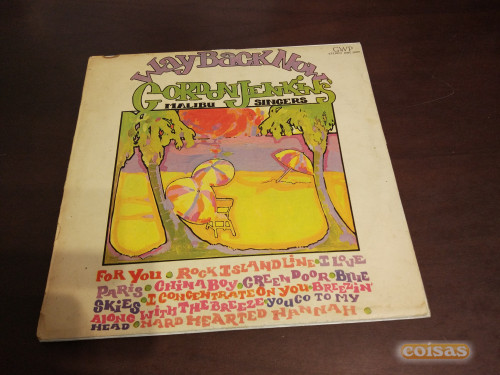 Way Back Now
GWP
Gordon Jenkins
MALIBU SINGERS
FOR YOU • ROCK ISLAND LINE • I LOVE
PARIS • CHINA BOY • GREEN DOOR • BLUE
SKIES • I CONCENTRATE ON YOU • BREEZIN'
ALONG WITH THE BREEZE • YOU GO TO MY
HEAD • HARD HEARTED HANNAH •
coisas